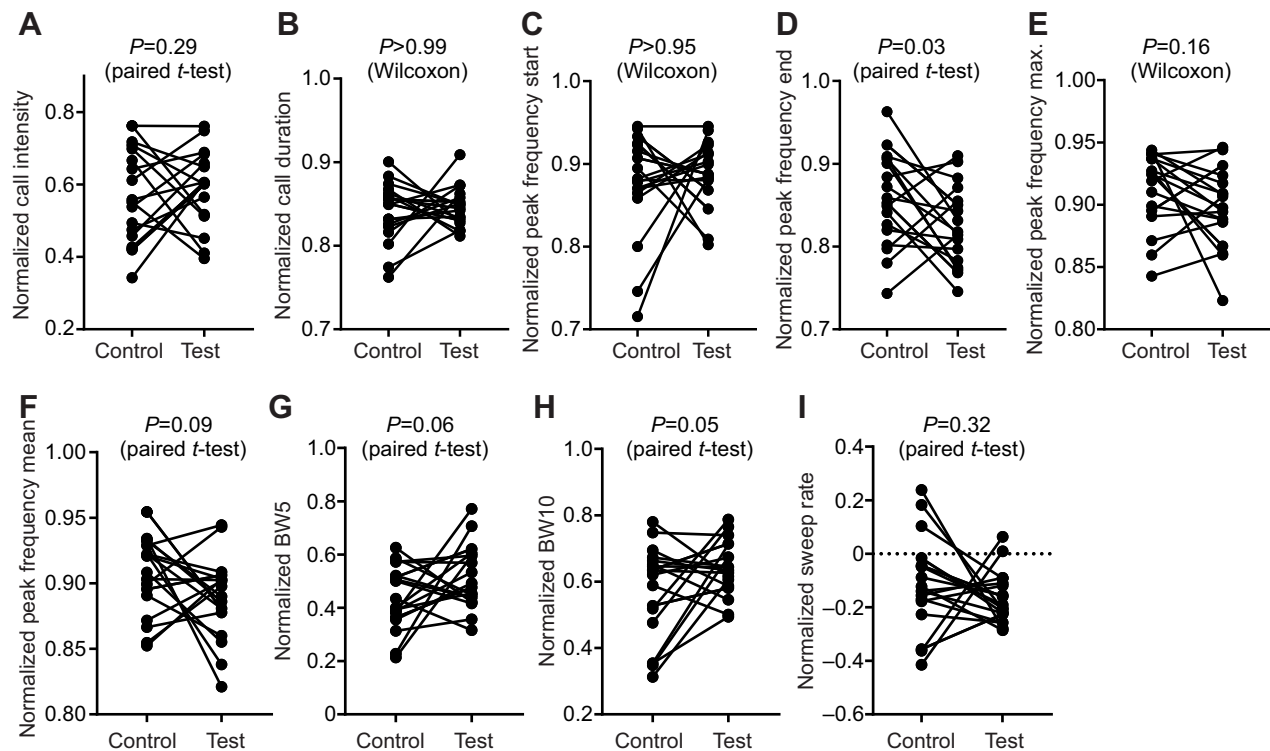 A
P=0.29
(paired t-test)
Normalized call intensity
0.8
0.6
0.4
0.2
Control Test
B
P>0.99
(Wilcoxon)
Normalized call duration
1.0
0.9
0.8
0.7
Control Test
C
P>0.95
(Wilcoxon)
Normalized peak frequency start
1.0
0.9
0.8
0.7
Control Test
D
P=0.03
(paired t-test)
Normalized peak frequency end
1.0
0.9
0.8
0.7
Control Test
E
P=0.16
(Wilcoxon)
Normalized peak frequency max.
1.00
0.95
0.90
0.85
0.80
Control Test
F
P=0.09
(paired t-test)
Normalized peak frequency mean
1.00
0.95
0.90
0.85
0.80
Control Test
G
P=0.06
(paired t-test)
Normalized BW5
1.0
0.8
0.6
0.4
0.2
0
Control Test
H
P=0.05
(paired t-test)
Normalized BW10
1.0
0.8
0.6
0.4
0.2
Control Test
I
P=0.32
(paired t-test)
Normalized sweep rate
0.4
0.2
0
–0.2
–0.4
–0.6
Control Test